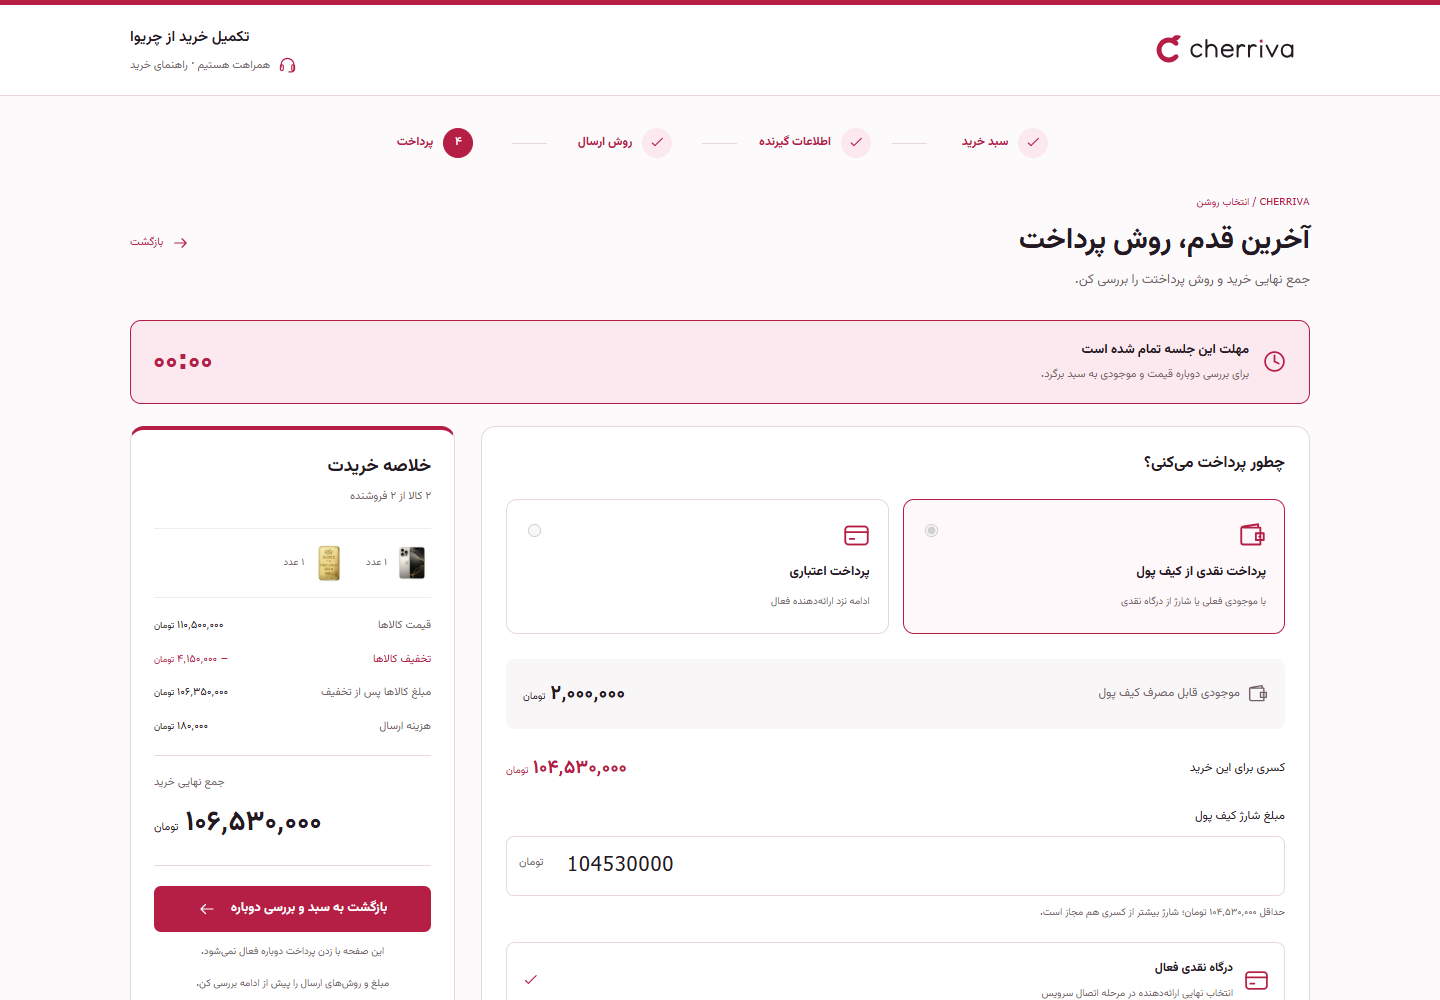 cherriva
تکمیل خرید از چریوا
همراهت هستیم · راهنمای خرید
سبد خرید
اطلاعات گیرنده
روش ارسال
۴ پرداخت
CHERRIVA / انتخاب روشن
آخرین قدم، روش پرداخت
بازگشت
جمع نهایی خرید و روش پرداختت را بررسی کن.
مهلت این جلسه تمام شده است
برای بررسی دوباره قیمت و موجودی به سبد برگرد.
۰۰:۰۰
چطور پرداخت می‌کنی؟
پرداخت نقدی از کیف پول
با موجودی فعلی یا شارژ از درگاه نقدی
پرداخت اعتباری
ادامه نزد ارائه‌دهنده فعال
موجودی قابل مصرف کیف پول
۲,۰۰۰,۰۰۰ تومان
کسری برای این خرید
۱۰۴,۵۳۰,۰۰۰ تومان
مبلغ شارژ کیف پول
104530000 تومان
حداقل ۱۰۴,۵۳۰,۰۰۰ تومان؛ شارژ بیشتر از کسری هم مجاز است.
درگاه نقدی فعال
انتخاب نهایی ارائه‌دهنده در مرحله اتصال سرویس
خلاصه خریدت
۲ کالا از ۲ فروشنده
۱ عدد
۱ عدد
قیمت کالاها
۱۱۰,۵۰۰,۰۰۰ تومان
تخفیف کالاها
− ۴,۱۵۰,۰۰۰ تومان
مبلغ کالاها پس از تخفیف
۱۰۶,۳۵۰,۰۰۰ تومان
هزینه ارسال
۱۸۰,۰۰۰ تومان
جمع نهایی خرید
۱۰۶,۵۳۰,۰۰۰ تومان
بازگشت به سبد و بررسی دوباره
این صفحه با زدن پرداخت دوباره فعال نمی‌شود.
مبلغ و روش‌های ارسال را پیش از ادامه بررسی کن.